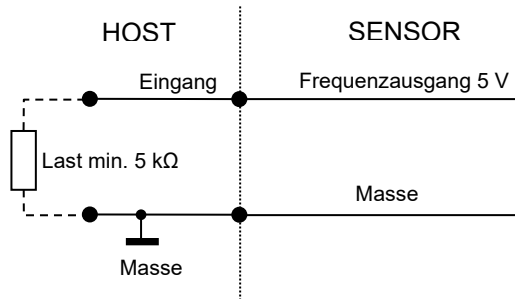 HOST
SENSOR
Eingang
Frequenzausgang 5 V
Last min. 5 kΩ
Masse
Masse